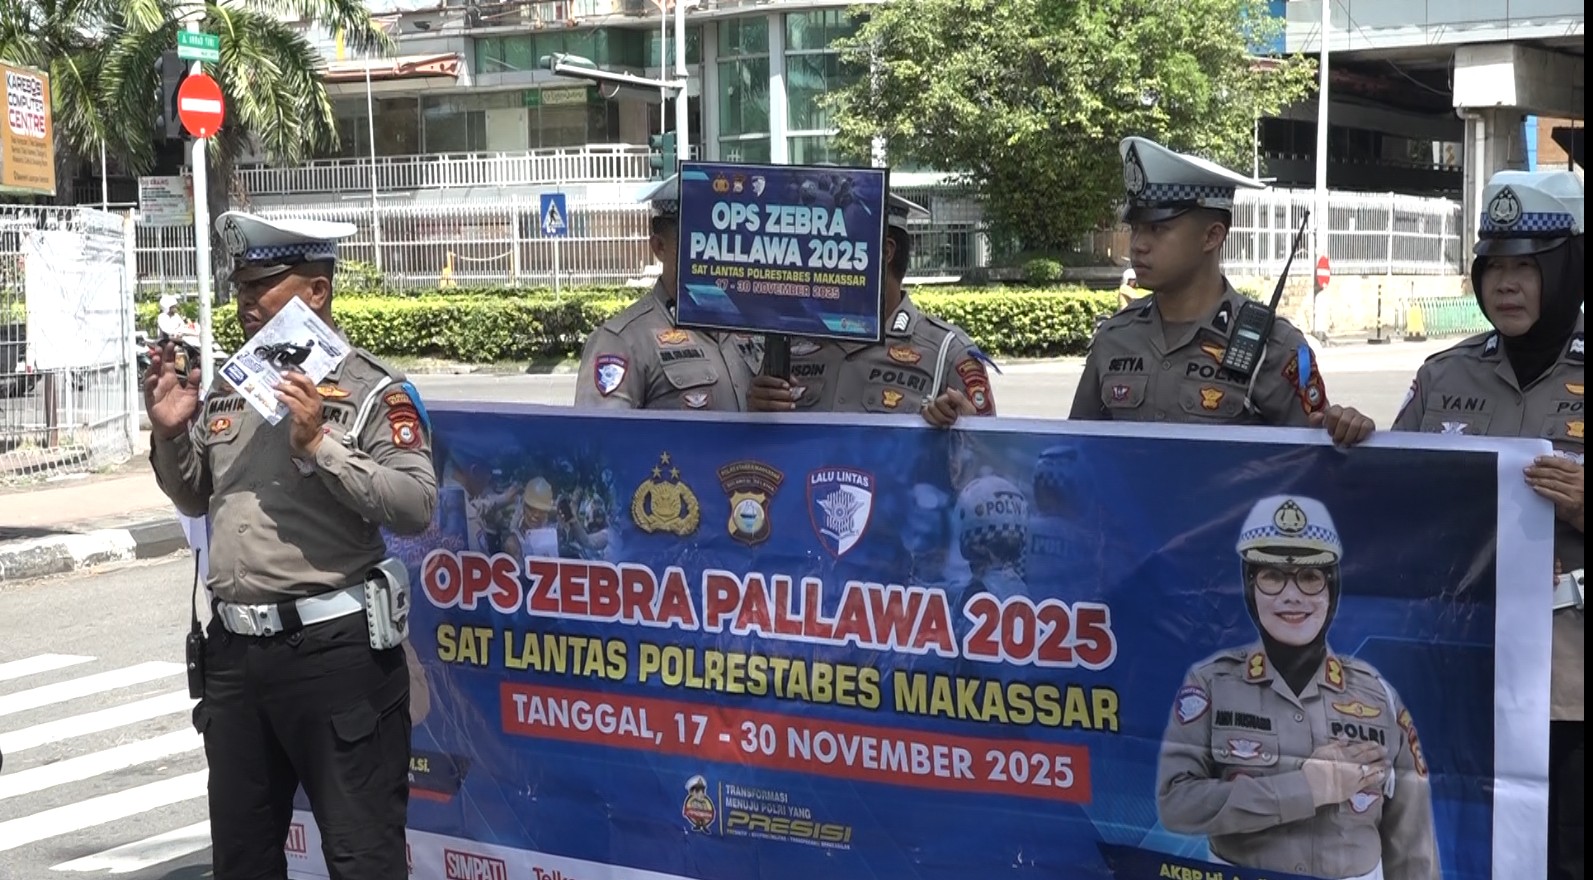 KAREBOSI
COMPUTER
CENTRE
OPS ZEBRA
PALLAWA 2025
SAT LANTAS POLRESTABES MAKASSAR
17 - 30 NOVEMBER 2025
MAHIR
POLRI
SETYA
POLRI
YANI
LALU LINTAS
OPS ZEBRA PALLAWA 2025
SAT LANTAS POLRESTABES MAKASSAR
TANGGAL, 17 - 30 NOVEMBER 2025
TRANSFORMASI
MENUJU POLRI YANG
PRESISI
POLRI
M.Si.
SIMPATI
AKBP